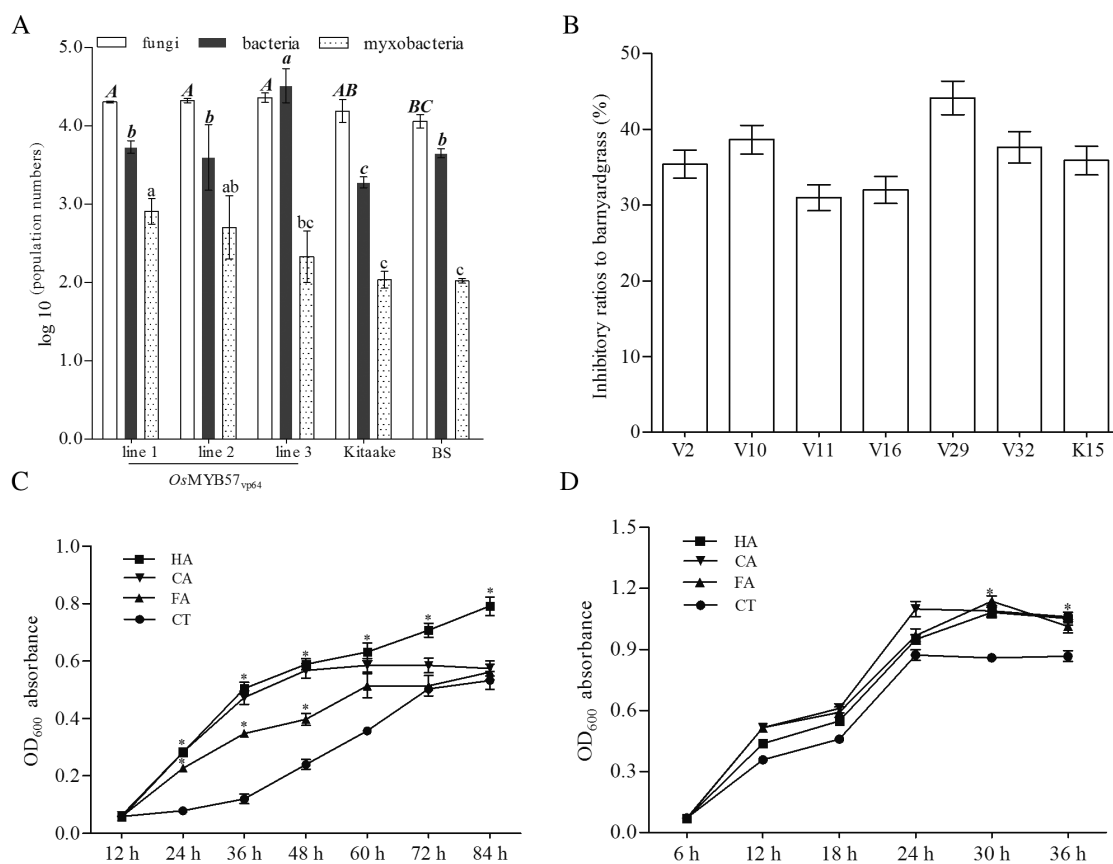 A
fungi bacteria myxobacteria
5.0
4.0
3.0
2.0
1.0
0.0
log 10 (population numbers)
A b a
A b ab
A a bc
AB c c
BC b c
line 1 line 2 line 3 Kitaake BS
OsMYB57vp64
B
50
40
30
20
10
0
Inhibitory ratios to barnyardgrass (%)
V2 V10 V11 V16 V29 V32 K15
C
HA
CA
FA
CT
1.0
0.8
0.6
0.4
0.2
0.0
OD600 absorbance
* * * * * * * * *
12 h 24 h 36 h 48 h 60 h 72 h 84 h
D
HA
CA
FA
CT
1.5
1.2
0.9
0.6
0.3
0.0
OD600 absorbance
* *
6 h 12 h 18 h 24 h 30 h 36 h